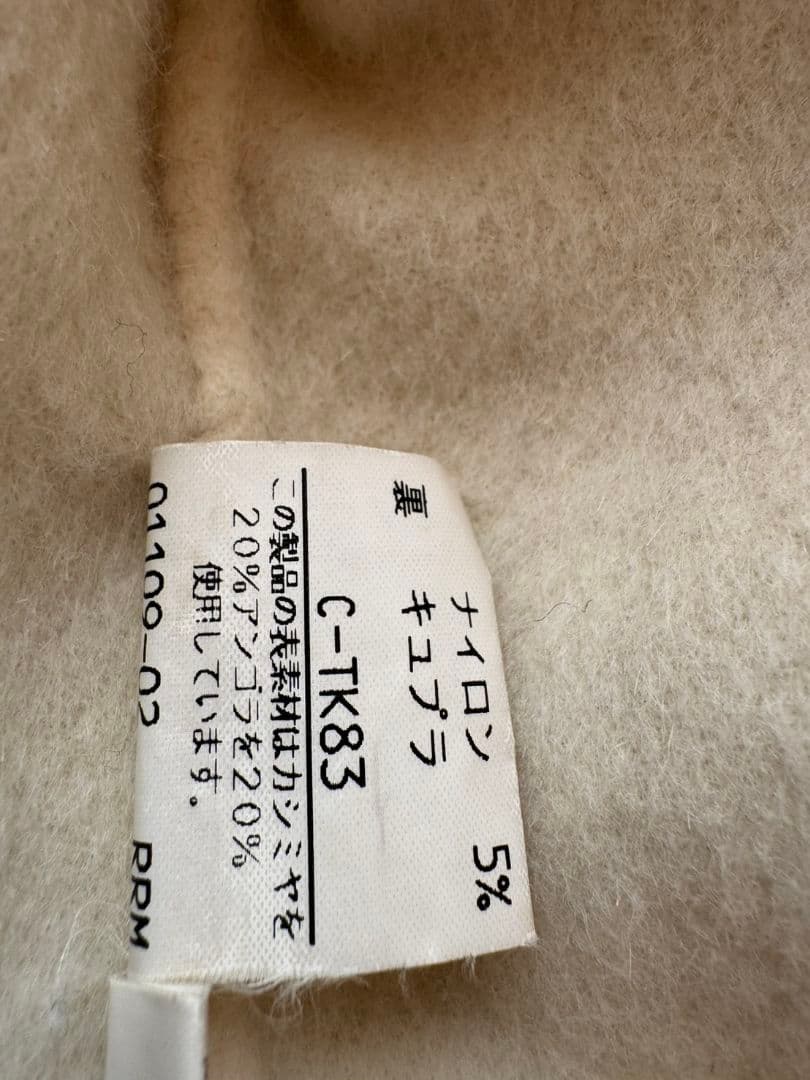 ナイロン 5%
裏 キュプラ
C-TK83
この製品の表素材はカシミヤを
20%アンゴラを20%
使用しています。
01109-02 RRM